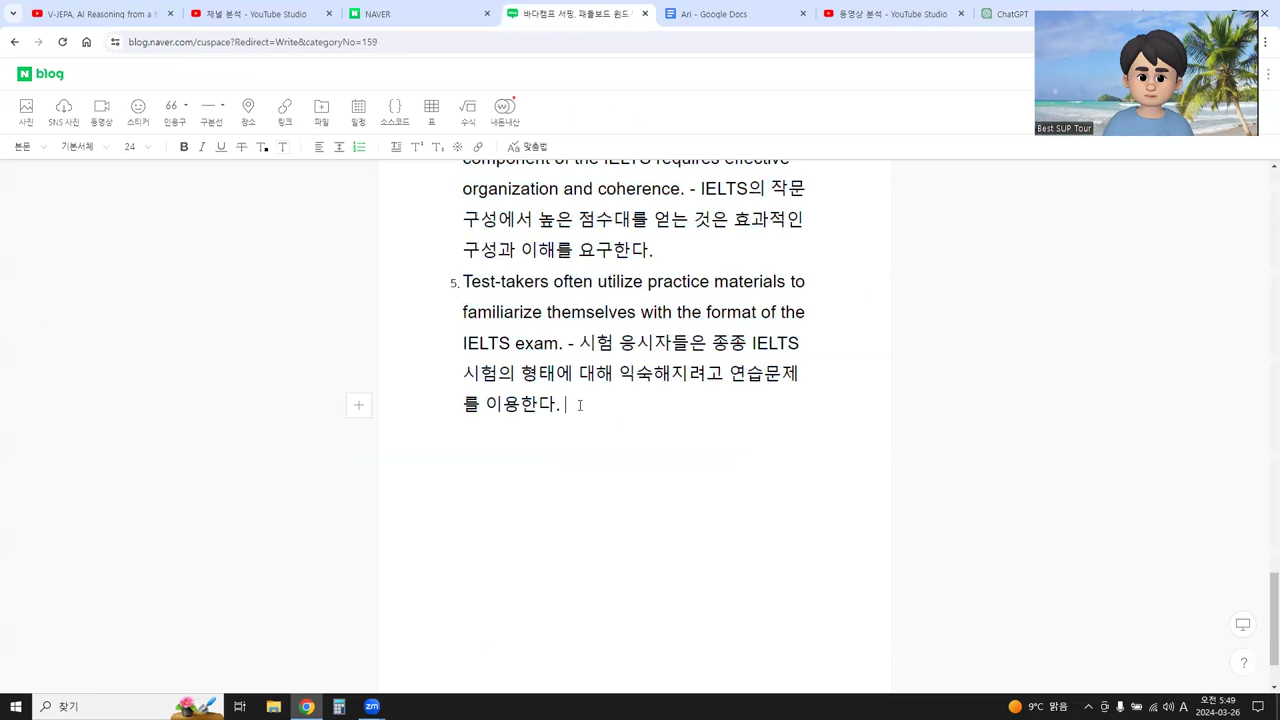 V-JEPA, AI Reasoning from a
재널 분석 - YouTube Studio
NAVER
바다캠프 서핑, 패들보드 윈드
Ari - Google Docs
동영상 분석 - YouTube Studio
ChatGPT
blog.naver.com/cuspace?Redirect=Write&categoryNo=159
N blog
사진 SNS 사진 동영상 스티커 인용구 구분선 장소 링크 파일 일정 소스코드 표 수식 내돈내산
본문 기본서체 24 B I U T T T 맞춤법
Best SUP Tour
component of the IELTS requires effective
organization and coherence. - IELTS의 작문
구성에서 높은 점수대를 얻는 것은 효과적인
구성과 이해를 요구한다.
5. Test-takers often utilize practice materials to
familiarize themselves with the format of the
IELTS exam. - 시험 응시자들은 종종 IELTS
시험의 형태에 대해 익숙해지려고 연습문제
를 이용한다.
찾기
zm
9°C 맑음
A
오전 5:49
2024-03-26